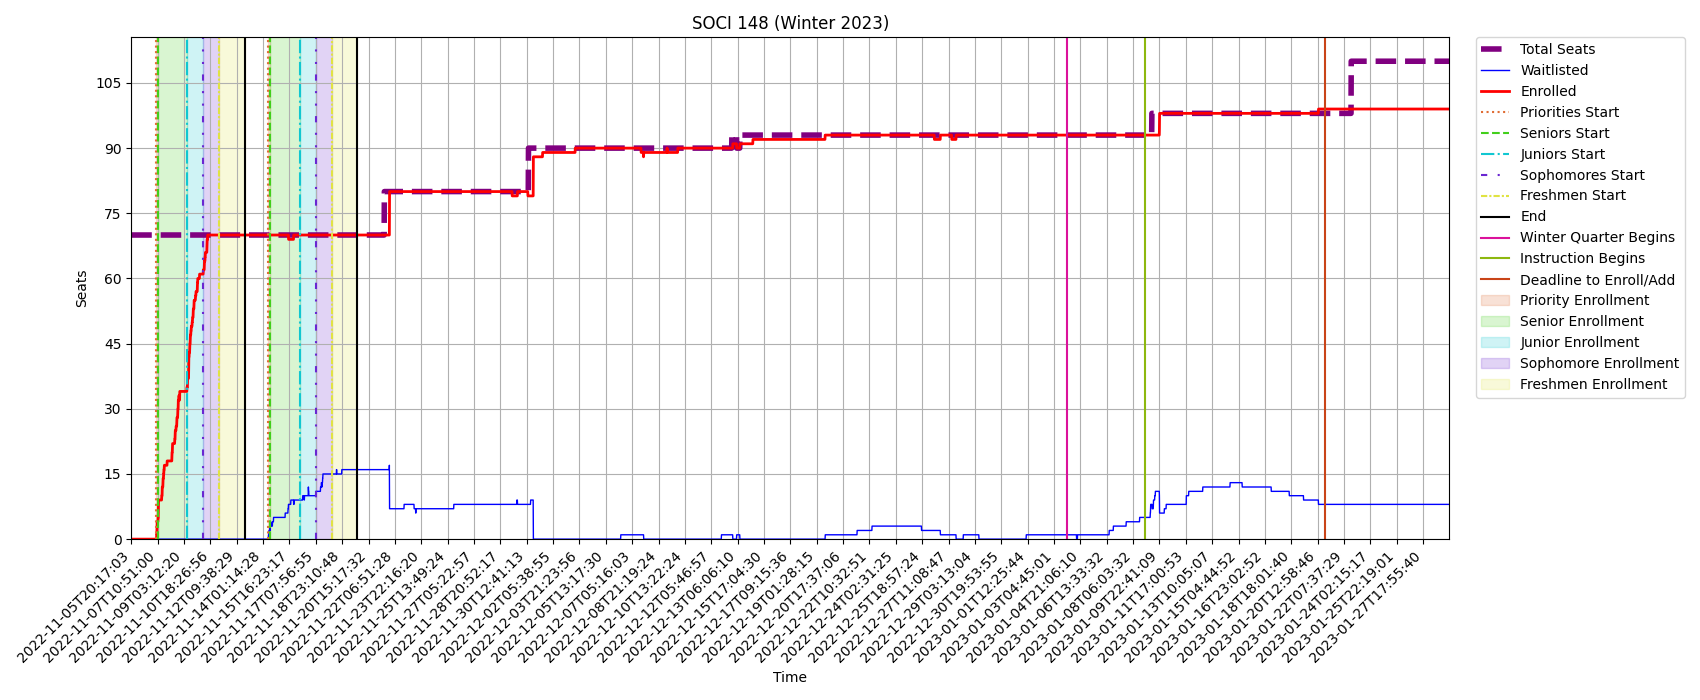 SOCI 148 (Winter 2023)
Seats
105
90
75
60
45
30
15
0
2022-11-05T20:17:03
2022-11-07T10:51:00
2022-11-09T03:12:20
2022-11-10T18:26:56
2022-11-12T09:38:29
2022-11-14T01:14:28
2022-11-15T16:23:17
2022-11-17T07:56:55
2022-11-18T23:10:48
2022-11-20T15:17:32
2022-11-22T06:51:28
2022-11-23T22:16:20
2022-11-25T13:49:24
2022-11-27T05:22:57
2022-11-28T20:52:17
2022-11-30T12:41:13
2022-12-02T05:38:55
2022-12-03T21:23:56
2022-12-05T13:17:30
2022-12-07T05:16:03
2022-12-08T21:19:24
2022-12-10T13:22:24
2022-12-12T05:46:57
2022-12-13T06:06:10
2022-12-15T17:04:30
2022-12-17T09:15:36
2022-12-19T01:28:15
2022-12-20T17:37:06
2022-12-22T10:32:51
2022-12-24T02:31:25
2022-12-25T18:57:24
2022-12-27T11:08:47
2022-12-29T03:13:04
2022-12-30T19:53:55
2023-01-01T12:25:44
2023-01-03T04:45:01
2023-01-04T21:06:10
2023-01-06T13:33:32
2023-01-08T06:03:32
2023-01-09T22:41:09
2023-01-11T17:00:53
2023-01-13T10:05:07
2023-01-15T04:44:52
2023-01-16T23:02:52
2023-01-18T18:01:40
2023-01-20T12:58:46
2023-01-22T07:37:29
2023-01-24T02:15:17
2023-01-25T22:19:01
2023-01-27T17:55:40
Time
Total Seats
Waitlisted
Enrolled
Priorities Start
Seniors Start
Juniors Start
Sophomores Start
Freshmen Start
End
Winter Quarter Begins
Instruction Begins
Deadline to Enroll/Add
Priority Enrollment
Senior Enrollment
Junior Enrollment
Sophomore Enrollment
Freshmen Enrollment